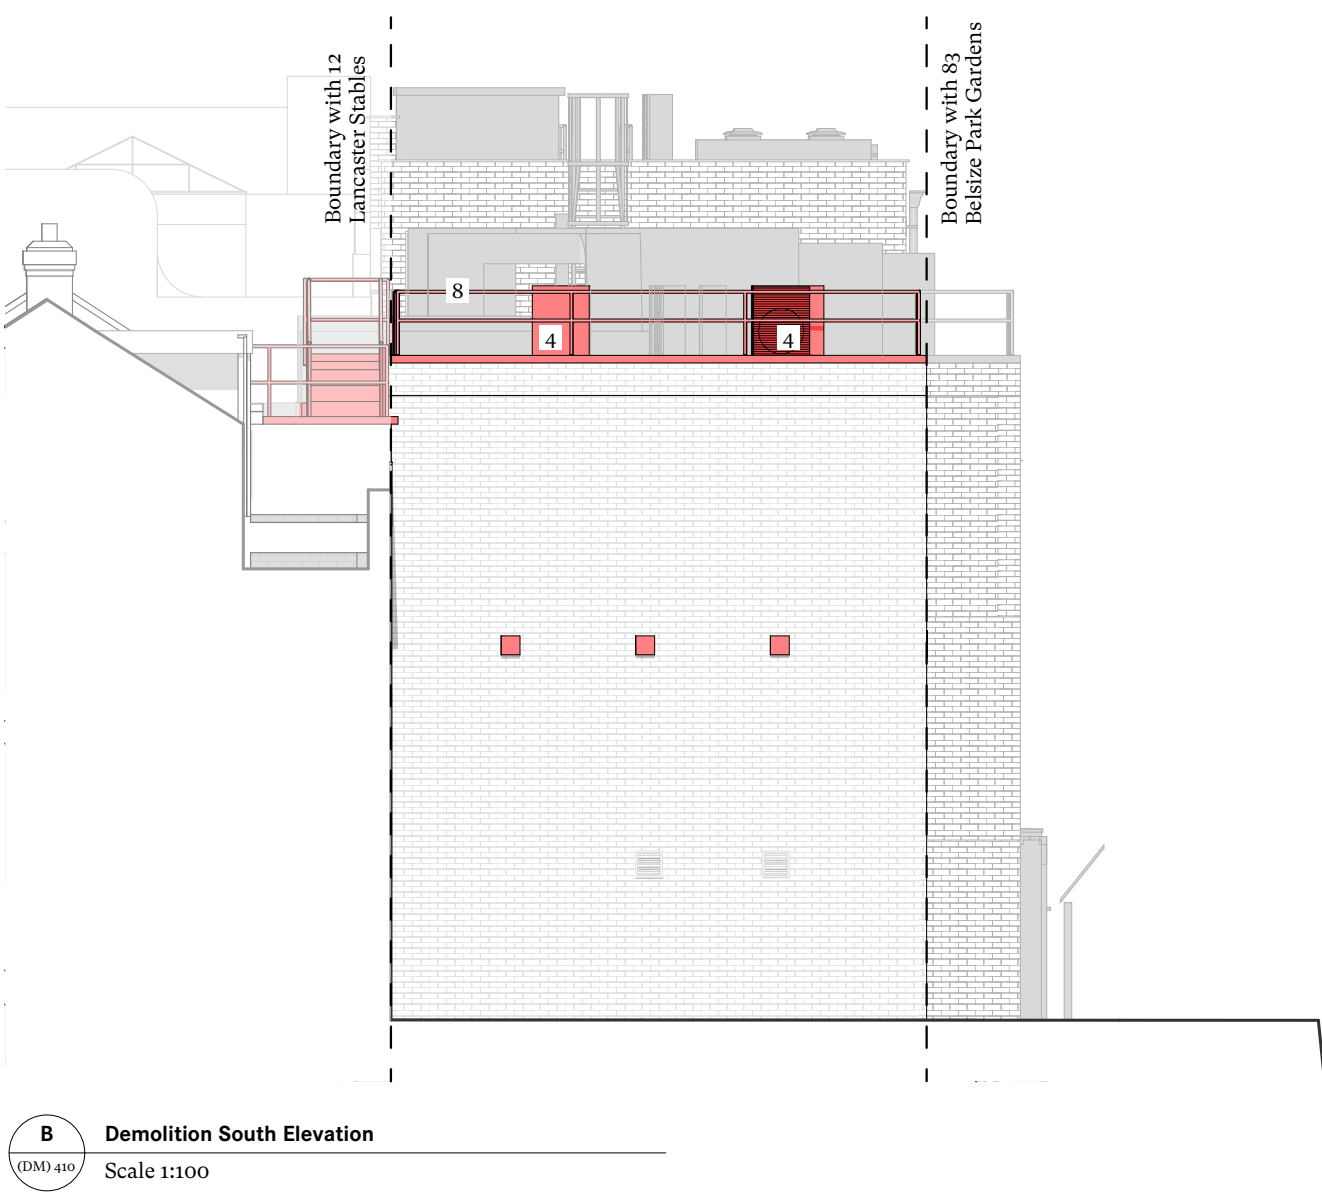 Boundary with 12
Lancaster Stables
Boundary with 83
Belsize Park Gardens
8
4
4
B
(DM) 410
Demolition South Elevation
Scale 1:100